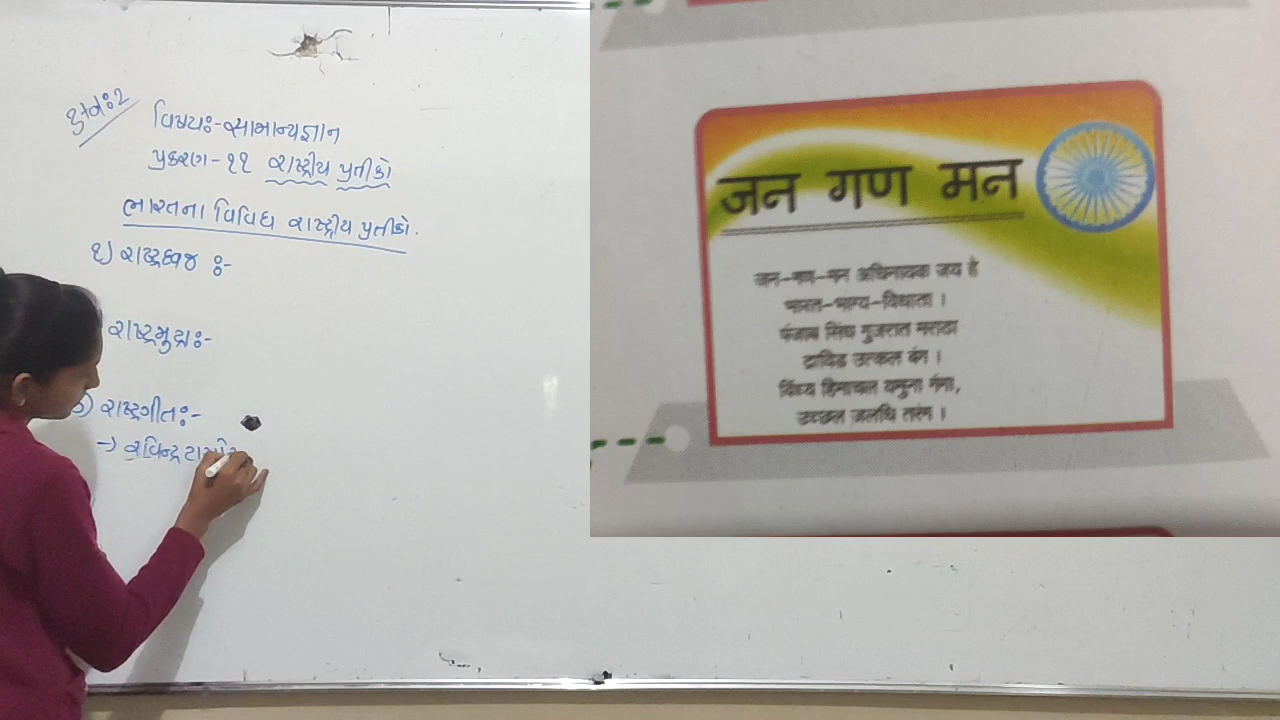 ધોરણ:૨
વિષયઃ-સામાન્યજ્ઞાન
પ્રકરણ-૧૧ રાષ્ટ્રીય પ્રતીકો
ભારતના વિવિધ રાષ્ટ્રીય પ્રતીકો.
૧) રાષ્ટ્રધ્વજ ઃ-
રાષ્ટ્રમુદ્રાઃ-
રાષ્ટ્રગીતઃ-
→ રવિન્દ્ર
जन गण मन
जन-गण-मन अधिनायक जय हे
भारत-भाग्य-विधाता ।
पंजाब सिंध गुजरात मराठा
द्राविड़ उत्कल बंग ।
विंध्य हिमाचल यमुना गंगा,
उच्छल जलधि तरंग ।